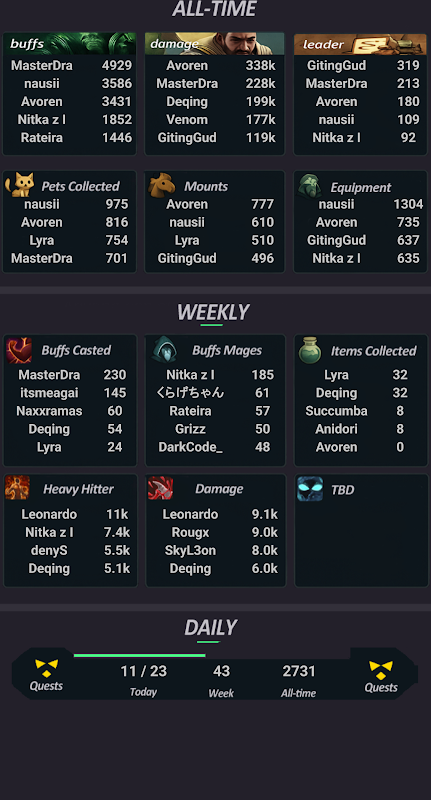 ALL-TIME
buffs
MasterDra 4929
nausii 3586
Avoren 3431
Nitka z l 1852
Rateira 1446
damage
Avoren 338k
MasterDra 228k
Deqing 199k
Venom 177k
GitingGud 119k
leader
GitingGud 319
MasterDra 213
Avoren 180
nausii 109
Nitka z l 92
Pets Collected
nausii 975
Avoren 816
Lyra 754
MasterDra 701
Mounts
Avoren 777
nausii 610
Lyra 510
GitingGud 496
Equipment
nausii 1304
Avoren 735
GitingGud 637
Nitka z l 635
WEEKLY
Buffs Casted
MasterDra 230
itsmeagai 145
Naxxramas 60
Deqing 54
Lyra 24
Buffs Mages
Nitka z l 185
くらげちゃん 61
Rateira 57
Grizz 50
DarkCode_ 48
Items Collected
Lyra 32
Deqing 32
Succumba 8
Anidori 8
Avoren 0
Heavy Hitter
Leonardo 11k
Nitka z l 7.4k
denyS 5.5k
Deqing 5.1k
Damage
Leonardo 9.1k
Rougx 9.0k
SkyL3on 8.0k
Deqing 6.0k
TBD
DAILY
Quests
11 / 23 43 2731
Today Week All-time
Quests